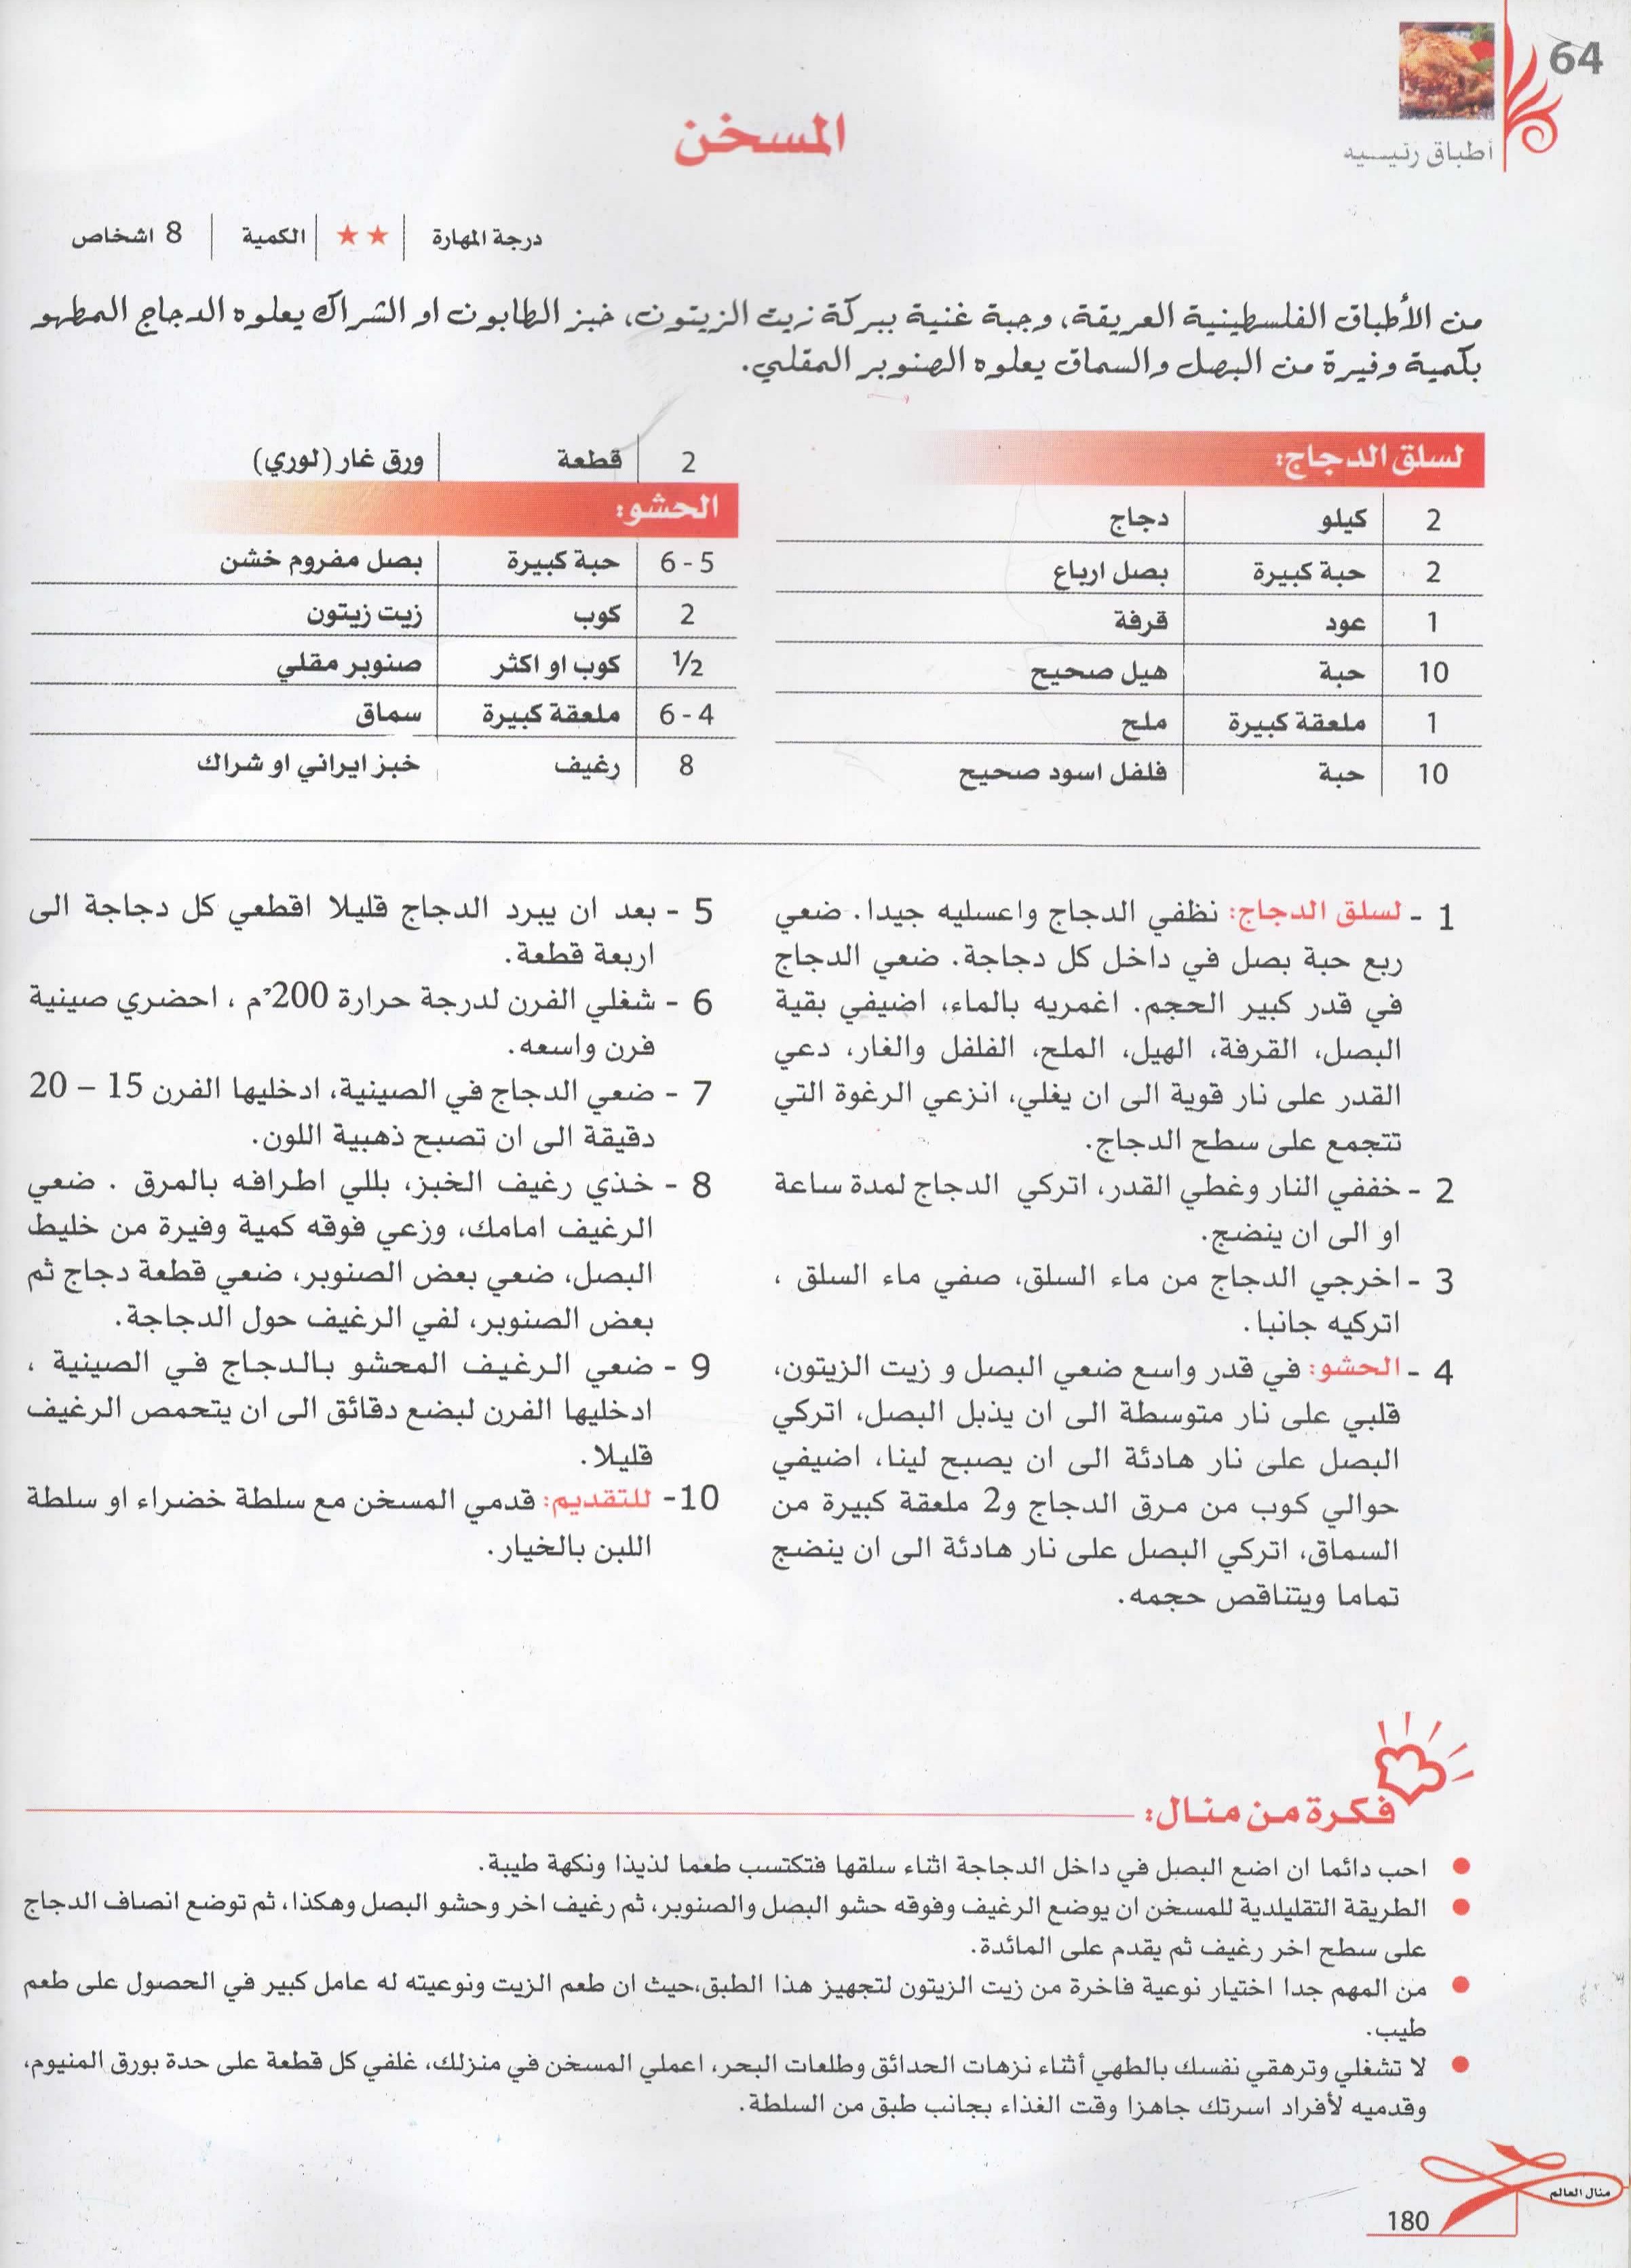 64
أطباق رئيسيه
المسخن
درجة المهارة | ★★ | الكمية | 8 اشخاص
من الأطباق الفلسطينية العريقة، وجبة غنية ببركة زيت الزيتون، خبز الطابون او الشراك يعلوه الدجاج المطهو
بكمية وفيرة من البصل والسماق يعلوه الصنوبر المقلي.
لسلق الدجاج:
2 كيلو دجاج
2 حبة كبيرة بصل ارباع
1 عود قرفة
10 حبة هيل صحيح
1 ملعقة كبيرة ملح
10 حبة فلفل اسود صحيح
2 قطعة ورق غار (لوري)
الحشو:
5 - 6 حبة كبيرة بصل مفروم خشن
2 كوب زيت زيتون
½ كوب او اكثر صنوبر مقلي
4 - 6 ملعقة كبيرة سماق
8 رغيف خبز ايراني او شراك
1 - لسلق الدجاج: نظفي الدجاج واعسليه جيدا. ضعي
ربع حبة بصل في داخل كل دجاجة. ضعي الدجاج
في قدر كبير الحجم. اغمريه بالماء، اضيفي بقية
البصل، القرفة، الهيل، الملح، الفلفل والغار، دعي
القدر على نار قوية الى ان يغلي، انزعي الرغوة التي
تتجمع على سطح الدجاج.
2 - خففي النار وغطي القدر، اتركي الدجاج لمدة ساعة
او الى ان ينضج.
3 - اخرجي الدجاج من ماء السلق، صفي ماء السلق ،
اتركيه جانبا.
4 - الحشو: في قدر واسع ضعي البصل و زيت الزيتون،
قلبي على نار متوسطة الى ان يذبل البصل، اتركي
البصل على نار هادئة الى ان يصبح لينا، اضيفي
حوالي كوب من مرق الدجاج و2 ملعقة كبيرة من
السماق، اتركي البصل على نار هادئة الى ان ينضج
تماما ويتناقص حجمه.
5 - بعد ان يبرد الدجاج قليلا اقطعي كل دجاجة الى
اربعة قطعة.
6 - شغلي الفرن لدرجة حرارة 200°م ، احضري صينية
فرن واسعه.
7 - ضعي الدجاج في الصينية، ادخليها الفرن 15 – 20
دقيقة الى ان تصبح ذهبية اللون.
8 - خذي رغيف الخبز، بللي اطرافه بالمرق . ضعي
الرغيف امامك، وزعي فوقه كمية وفيرة من خليط
البصل، ضعي بعض الصنوبر، ضعي قطعة دجاج ثم
بعض الصنوبر، لفي الرغيف حول الدجاجة.
9 - ضعي الرغيف المحشو بالدجاج في الصينية ،
ادخليها الفرن لبضع دقائق الى ان يتحمص الرغيف
قليلا.
10- للتقديم: قدمي المسخن مع سلطة خضراء او سلطة
اللبن بالخيار.
فكرة من منال:
● احب دائما ان اضع البصل في داخل الدجاجة اثناء سلقها فتكتسب طعما لذيذا ونكهة طيبة.
● الطريقة التقليلدية للمسخن ان يوضع الرغيف وفوقه حشو البصل والصنوبر، ثم رغيف اخر وحشو البصل وهكذا، ثم توضع انصاف الدجاج
على سطح اخر رغيف ثم يقدم على المائدة.
● من المهم جدا اختيار نوعية فاخرة من زيت الزيتون لتجهيز هذا الطبق،حيث ان طعم الزيت ونوعيته له عامل كبير في الحصول على طعم
طيب.
● لا تشغلي وترهقي نفسك بالطهي أثناء نزهات الحدائق وطلعات البحر، اعملي المسخن في منزلك، غلفي كل قطعة على حدة بورق المنيوم،
وقدميه لأفراد اسرتك جاهزا وقت الغذاء بجانب طبق من السلطة.
منال العالم
180